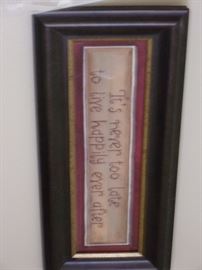 It's never too late
to live happily ever after